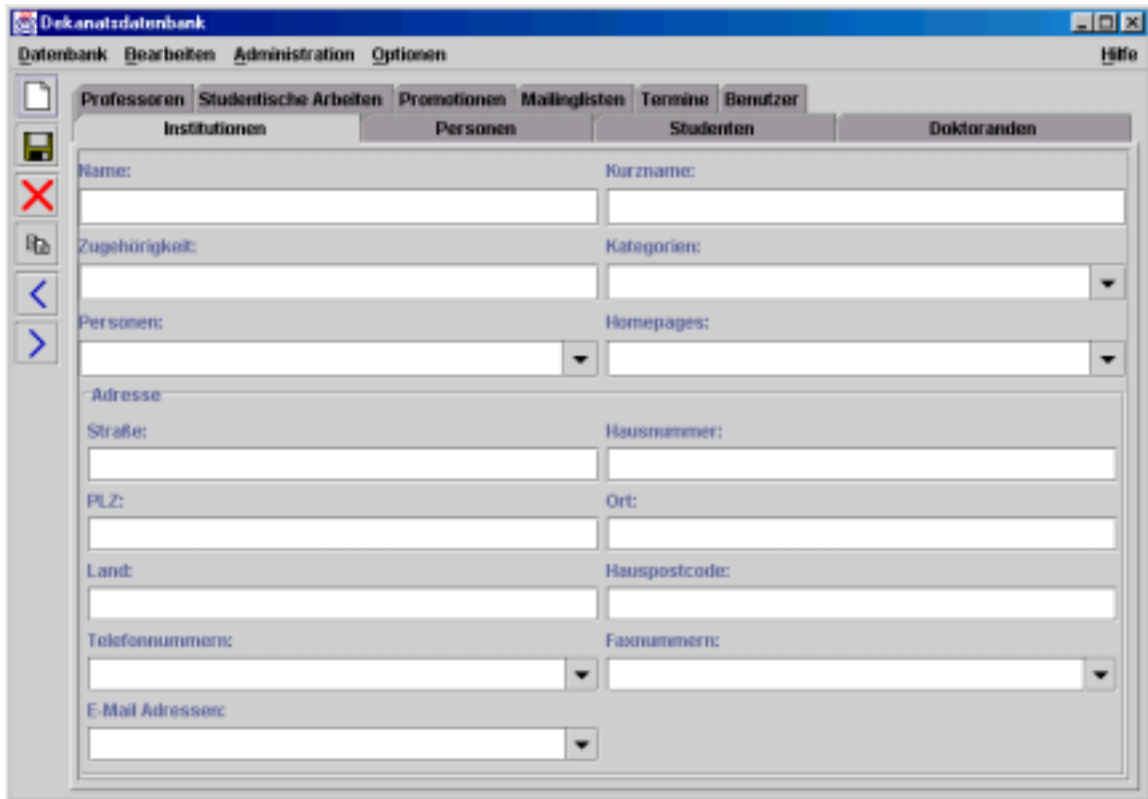 Dekanatsdatenbank
Datenbank Bearbeiten Administration Optionen Hilfe
Professoren Studentische Arbeiten Promotionen Mailinglisten Termine Benutzer
Institutionen Personen Studenten Doktoranden
Name: Kurzname:
Zugehörigkeit: Kategorien:
Personen: Homepages:
Adresse
Straße: Hausnummer:
PLZ: Ort:
Land: Hauspostcode:
Telefonnummern: Faxnummern:
E-Mail Adressen: